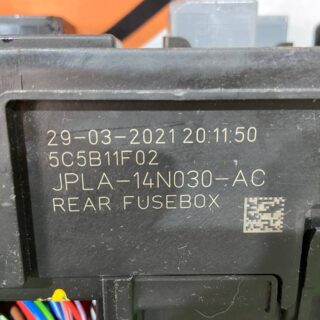 29-03-2021 20:11:50
5C5B11F02
JPLA-14N030-AC
REAR FUSEBOX